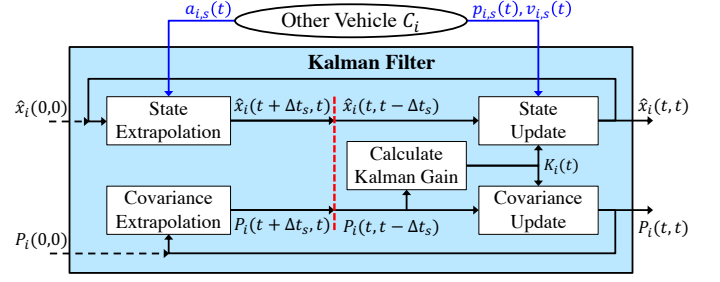 a_{i,s}(t)
Other Vehicle C_i
p_{i,s}(t), v_{i,s}(t)
Kalman Filter
x̂_i(0,0)
State
Extrapolation
x̂_i(t + Δt_s, t)
x̂_i(t, t − Δt_s)
State
Update
x̂_i(t, t)
Calculate
Kalman Gain
K_i(t)
Covariance
Extrapolation
P_i(t + Δt_s, t)
P_i(t, t − Δt_s)
Covariance
Update
P_i(t, t)
P_i(0,0)